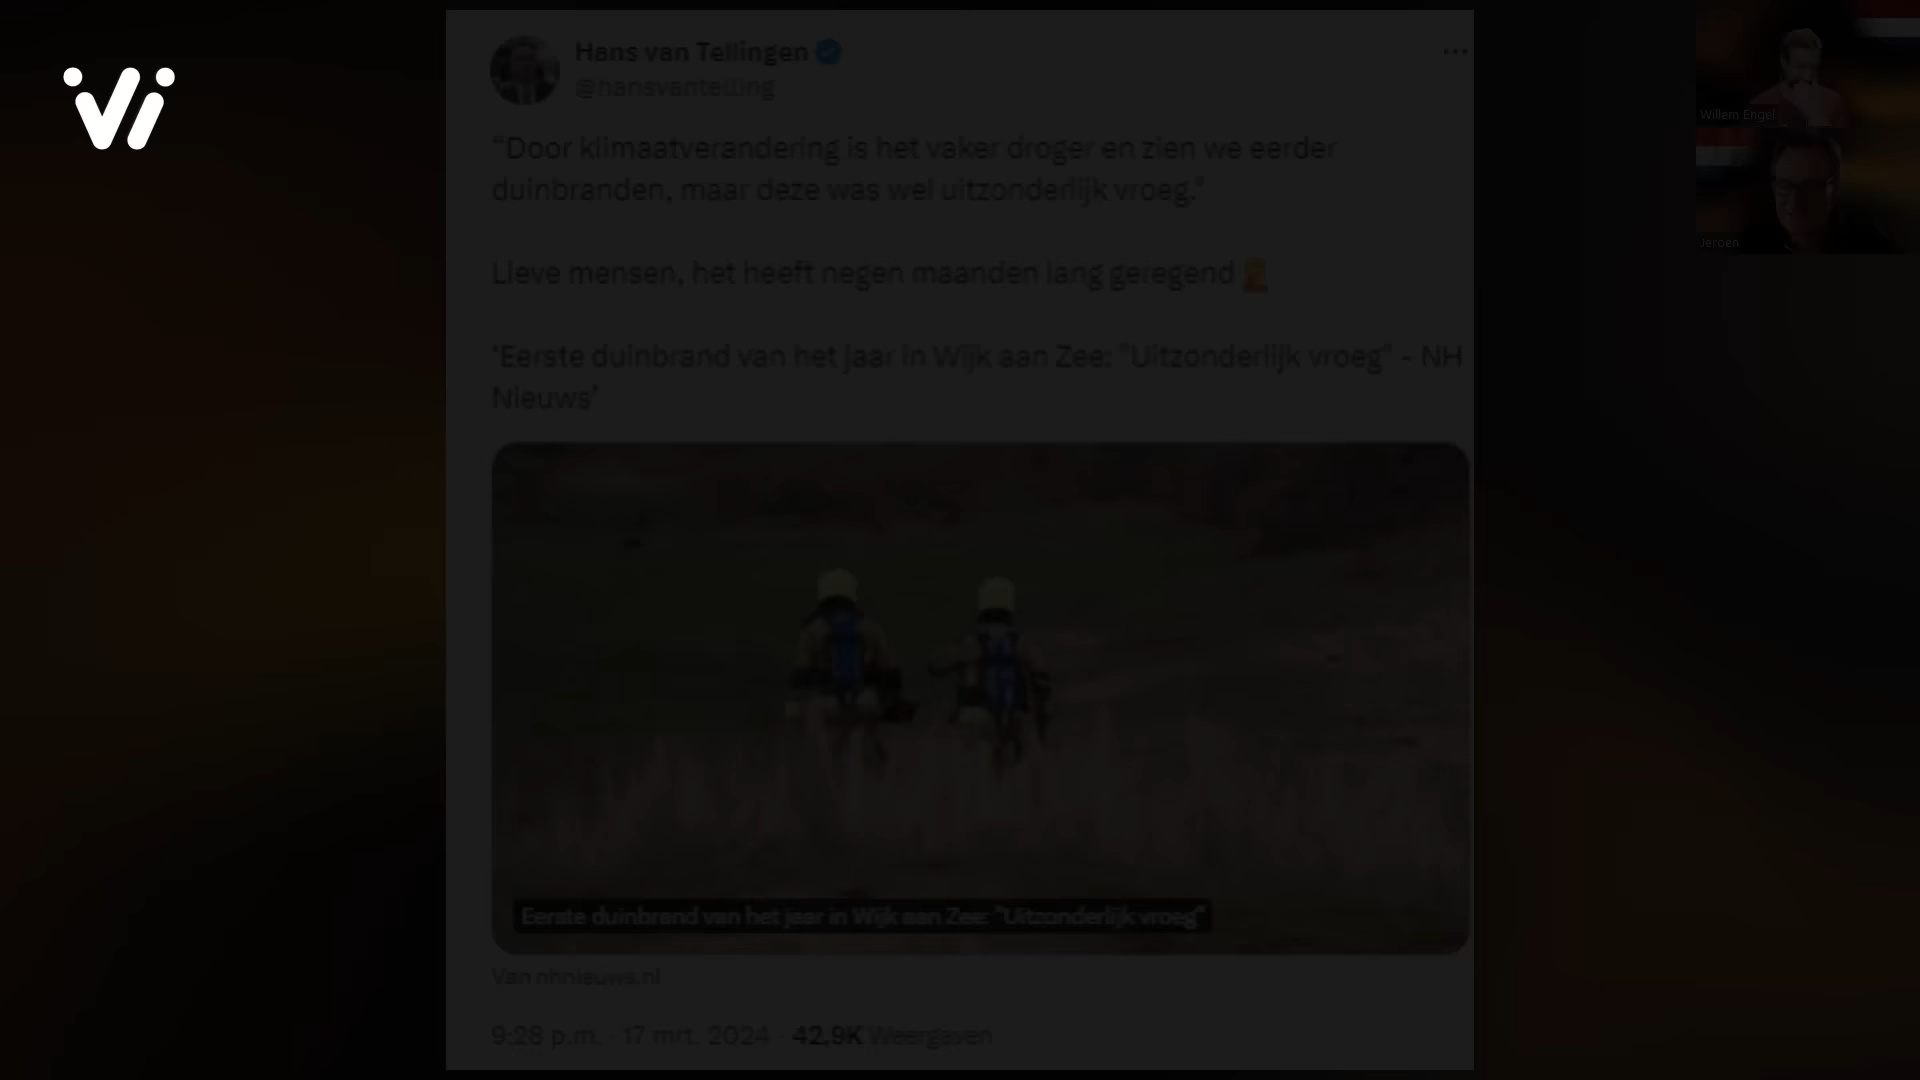 Hans van Tellingen
@hansvantelling
“Door klimaatverandering is het vaker droger en zien we eerder
duinbranden, maar deze was wel uitzonderlijk vroeg.”
Lieve mensen, het heeft negen maanden lang geregend
‘Eerste duinbrand van het jaar in Wijk aan Zee: “Uitzonderlijk vroeg” - NH
Nieuws’
Eerste duinbrand van het jaar in Wijk aan Zee: "Uitzonderlijk vroeg"
Van nhnieuws.nl
9:28 p.m. · 17 mrt. 2024 · 42,9K Weergaven
Willem Engel
Jeroen